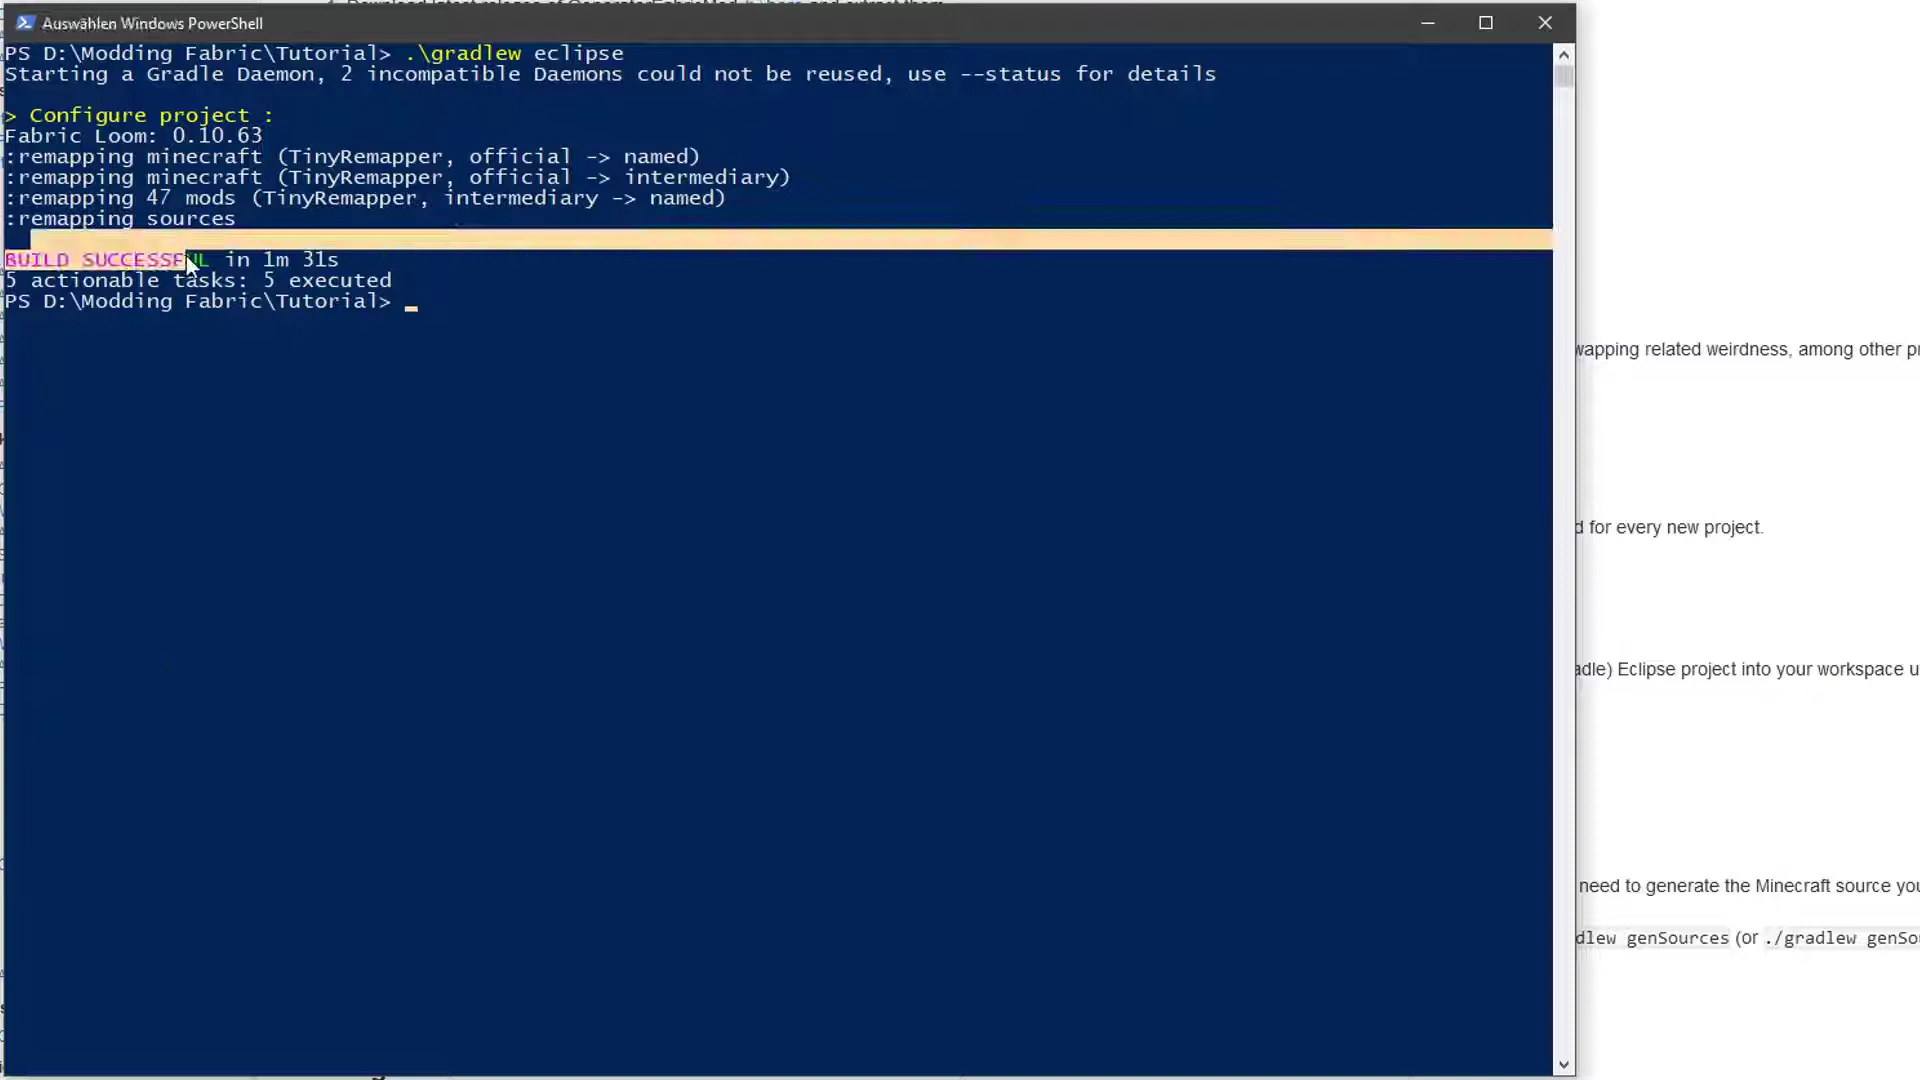 Auswählen Windows PowerShell
PS D:\Modding Fabric\Tutorial> .\gradlew eclipse
Starting a Gradle Daemon, 2 incompatible Daemons could not be reused, use --status for details
> Configure project :
Fabric Loom: 0.10.63
:remapping minecraft (TinyRemapper, official -> named)
:remapping minecraft (TinyRemapper, official -> intermediary)
:remapping 47 mods (TinyRemapper, intermediary -> named)
:remapping sources
BUILD SUCCESSFUL in 1m 31s
5 actionable tasks: 5 executed
PS D:\Modding Fabric\Tutorial>
wapping related weirdness, among other
d for every new project.
adle) Eclipse project into your workspace
need to generate the Minecraft source
dlew genSources (or ./gradlew